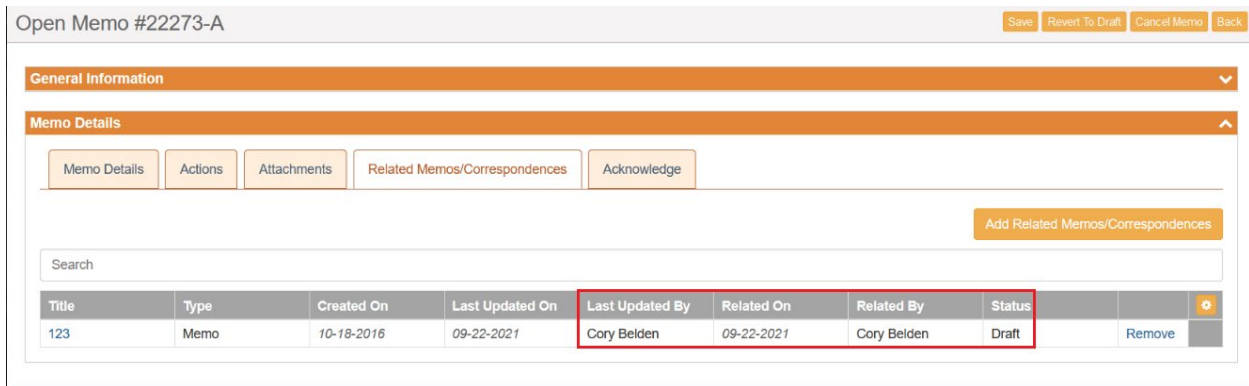 Open Memo #22273-A Save Revert To Draft Cancel Memo Back
General Information
Memo Details
Memo Details Actions Attachments Related Memos/Correspondences Acknowledge
Add Related Memos/Correspondences
Search
Title Type Created On Last Updated On Last Updated By Related On Related By Status
123 Memo 10-18-2016 09-22-2021 Cory Belden 09-22-2021 Cory Belden Draft Remove